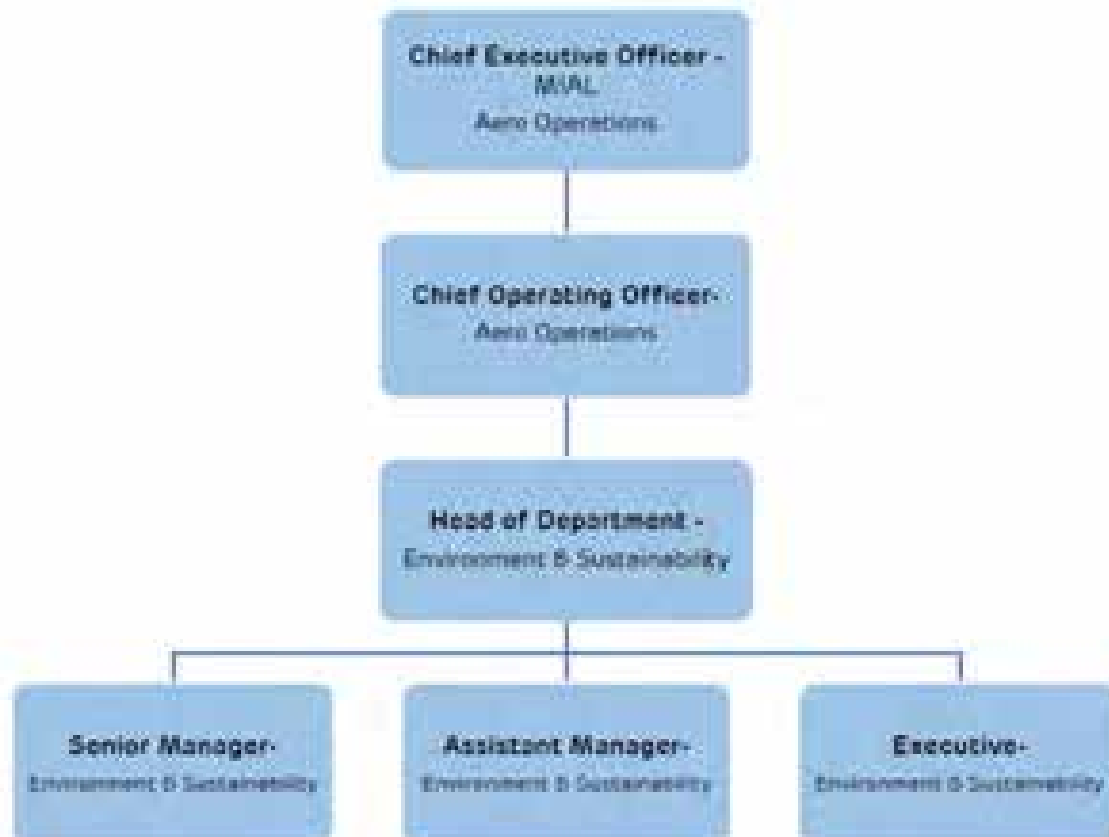 Chief Executive Officer -
MIAL
Aero Operations
Chief Operating Officer-
Aero Operations
Head of Department -
Environment & Sustainability
Senior Manager-
Environment & Sustainability
Assistant Manager-
Environment & Sustainability
Executive-
Environment & Sustainability